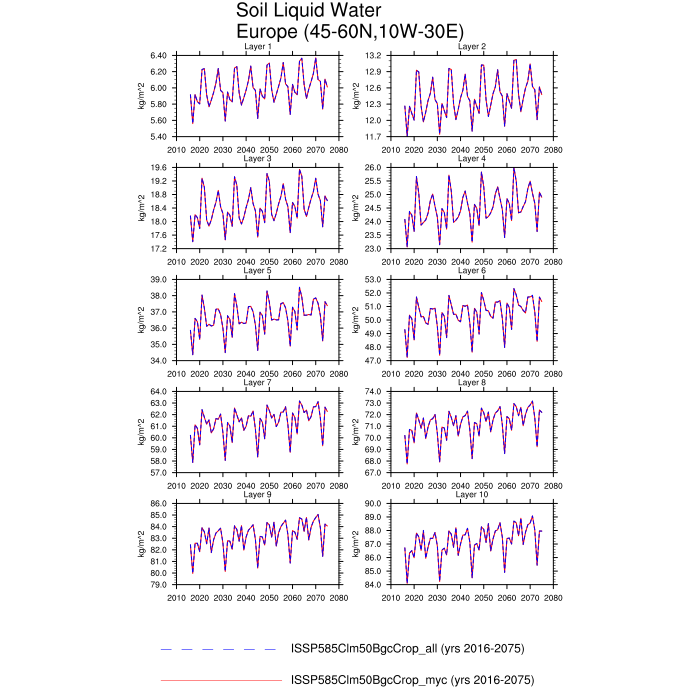 Soil Liquid Water
Europe (45-60N,10W-30E)
Layer 1
Layer 2
6.40
6.20
6.00
5.80
5.60
5.40
kg/m^2
2010 2020 2030 2040 2050 2060 2070 2080
13.2
12.9
12.6
12.3
12.0
11.7
kg/m^2
2010 2020 2030 2040 2050 2060 2070 2080
Layer 3
Layer 4
19.6
19.2
18.8
18.4
18.0
17.6
17.2
kg/m^2
2010 2020 2030 2040 2050 2060 2070 2080
26.0
25.5
25.0
24.5
24.0
23.5
23.0
kg/m^2
2010 2020 2030 2040 2050 2060 2070 2080
Layer 5
Layer 6
39.0
38.0
37.0
36.0
35.0
34.0
kg/m^2
2010 2020 2030 2040 2050 2060 2070 2080
53.0
52.0
51.0
50.0
49.0
48.0
47.0
kg/m^2
2010 2020 2030 2040 2050 2060 2070 2080
Layer 7
Layer 8
64.0
63.0
62.0
61.0
60.0
59.0
58.0
57.0
kg/m^2
2010 2020 2030 2040 2050 2060 2070 2080
74.0
73.0
72.0
71.0
70.0
69.0
68.0
67.0
kg/m^2
2010 2020 2030 2040 2050 2060 2070 2080
Layer 9
Layer 10
86.0
85.0
84.0
83.0
82.0
81.0
80.0
79.0
kg/m^2
2010 2020 2030 2040 2050 2060 2070 2080
90.0
89.0
88.0
87.0
86.0
85.0
84.0
kg/m^2
2010 2020 2030 2040 2050 2060 2070 2080
ISSP585Clm50BgcCrop_all (yrs 2016-2075)
ISSP585Clm50BgcCrop_myc (yrs 2016-2075)